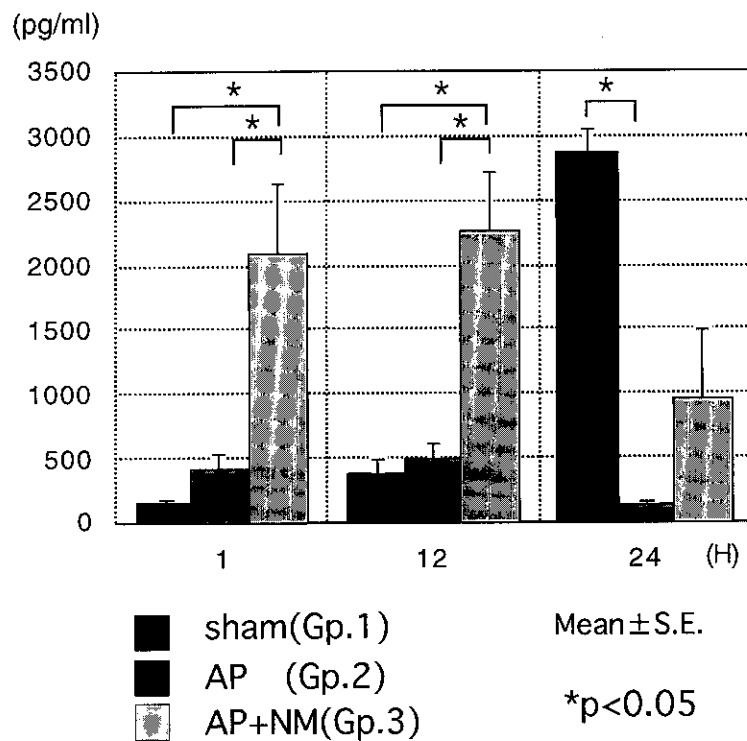 (pg/ml)
3500
* * *
3000
* *
2500
2000
1500
1000
500
0
1 12 24 (H)
sham(Gp.1) Mean±S.E.
AP (Gp.2)
AP+NM(Gp.3) *p<0.05